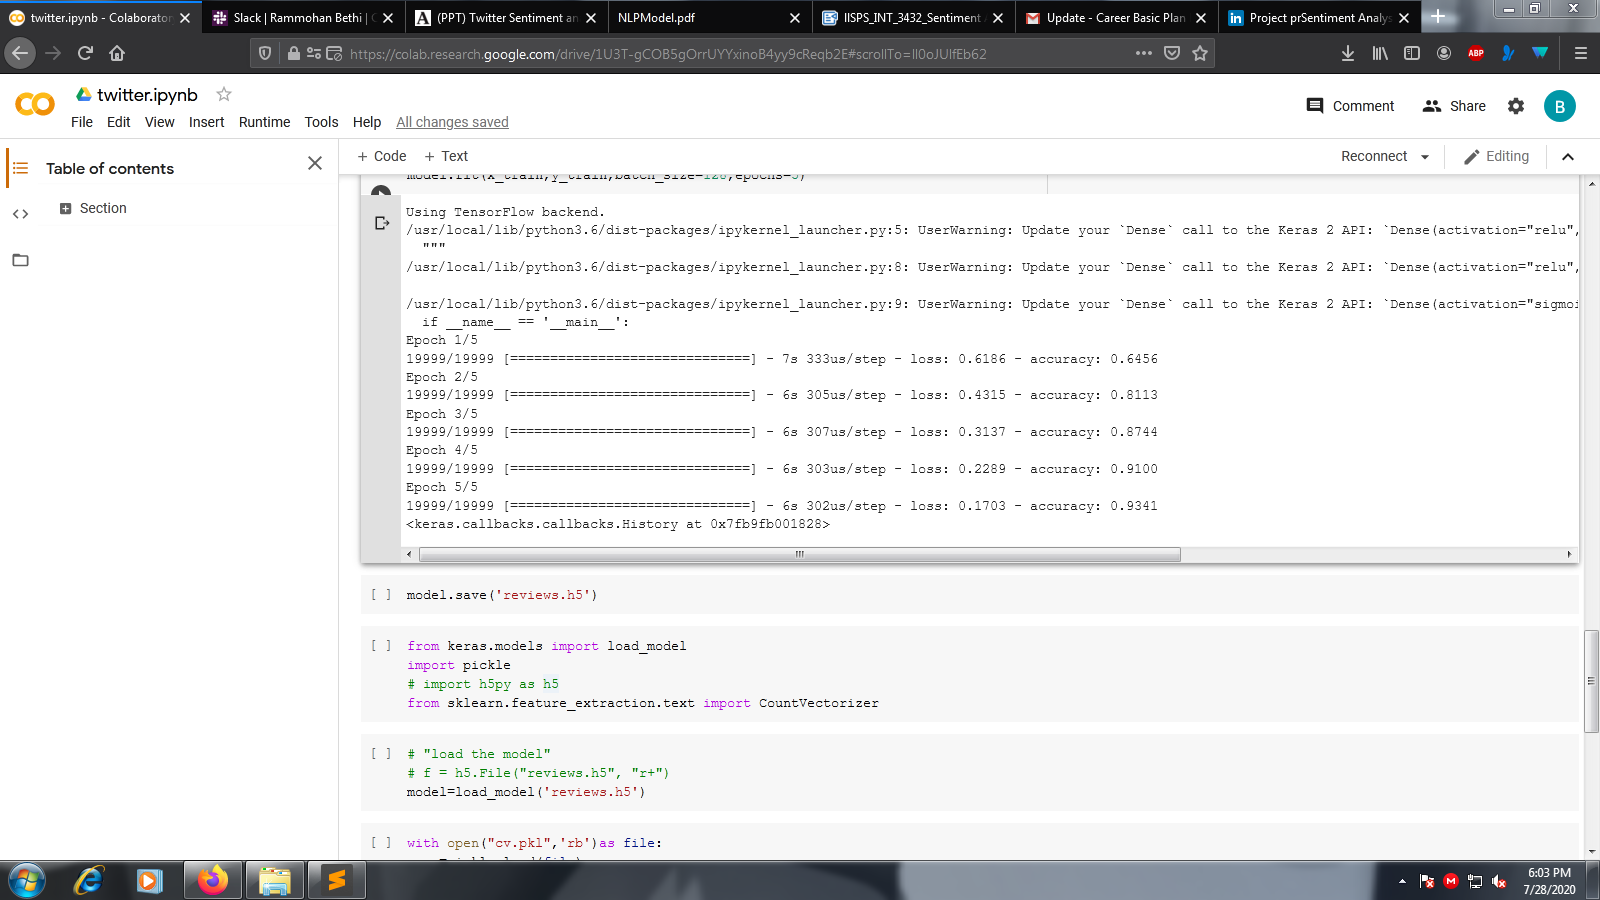 twitter.ipynb - Colaborator
Slack | Rammohan Bethi |
(PPT) Twitter Sentiment an
NLPModel.pdf
IISPS_INT_3432_Sentiment
Update - Career Basic Plan
Project prSentiment Analys
https://colab.research.google.com/drive/1U3T-gCOB5gOrrUYYxinoB4yy9cReqb2E#scrollTo=Il0oJUlfEb62
ABP
twitter.ipynb
Comment
Share
B
File Edit View Insert Runtime Tools Help All changes saved
Table of contents
+ Code + Text
Reconnect
Editing
Section
model.fit(x_train,y_train,batch_size=128,epochs=5)
Using TensorFlow backend.
/usr/local/lib/python3.6/dist-packages/ipykernel_launcher.py:5: UserWarning: Update your `Dense` call to the Keras 2 API: `Dense(activation="relu",
"""
/usr/local/lib/python3.6/dist-packages/ipykernel_launcher.py:8: UserWarning: Update your `Dense` call to the Keras 2 API: `Dense(activation="relu",
/usr/local/lib/python3.6/dist-packages/ipykernel_launcher.py:9: UserWarning: Update your `Dense` call to the Keras 2 API: `Dense(activation="sigmoi
if __name__ == '__main__':
Epoch 1/5
19999/19999 [==============================] - 7s 333us/step - loss: 0.6186 - accuracy: 0.6456
Epoch 2/5
19999/19999 [==============================] - 6s 305us/step - loss: 0.4315 - accuracy: 0.8113
Epoch 3/5
19999/19999 [==============================] - 6s 307us/step - loss: 0.3137 - accuracy: 0.8744
Epoch 4/5
19999/19999 [==============================] - 6s 303us/step - loss: 0.2289 - accuracy: 0.9100
Epoch 5/5
19999/19999 [==============================] - 6s 302us/step - loss: 0.1703 - accuracy: 0.9341
<keras.callbacks.callbacks.History at 0x7fb9fb001828>
[ ] model.save('reviews.h5')
[ ] from keras.models import load_model
import pickle
# import h5py as h5
from sklearn.feature_extraction.text import CountVectorizer
[ ] # "load the model"
# f = h5.File("reviews.h5", "r+")
model=load_model('reviews.h5')
[ ] with open("cv.pkl",'rb')as file:
6:03 PM
7/28/2020